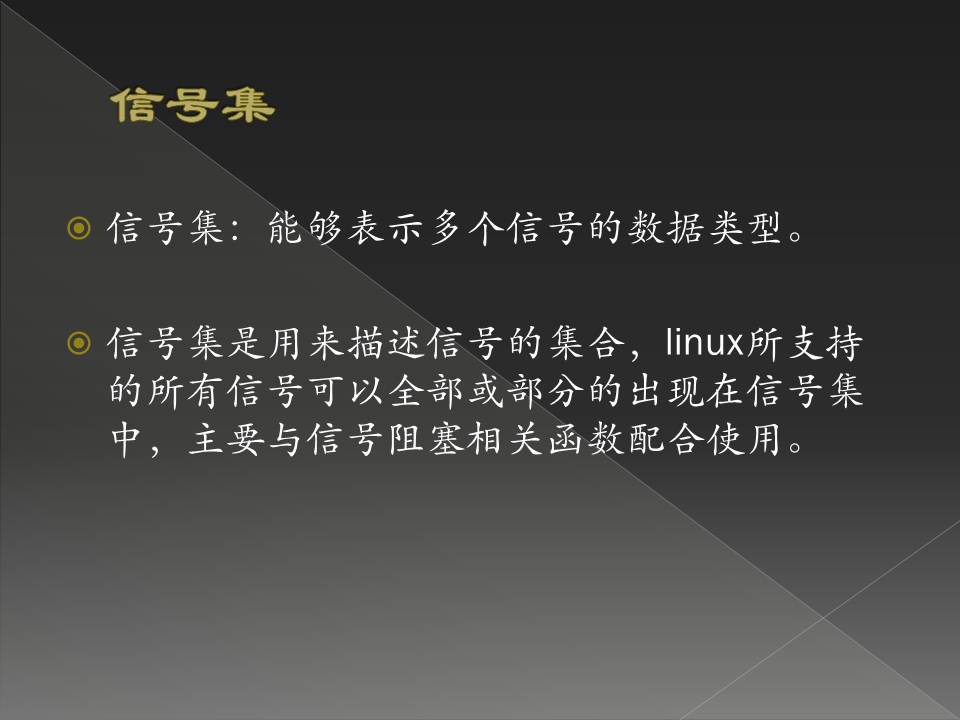 信号集
信号集：能够表示多个信号的数据类型。
信号集是用来描述信号的集合，linux所支持
的所有信号可以全部或部分的出现在信号集
中，主要与信号阻塞相关函数配合使用。